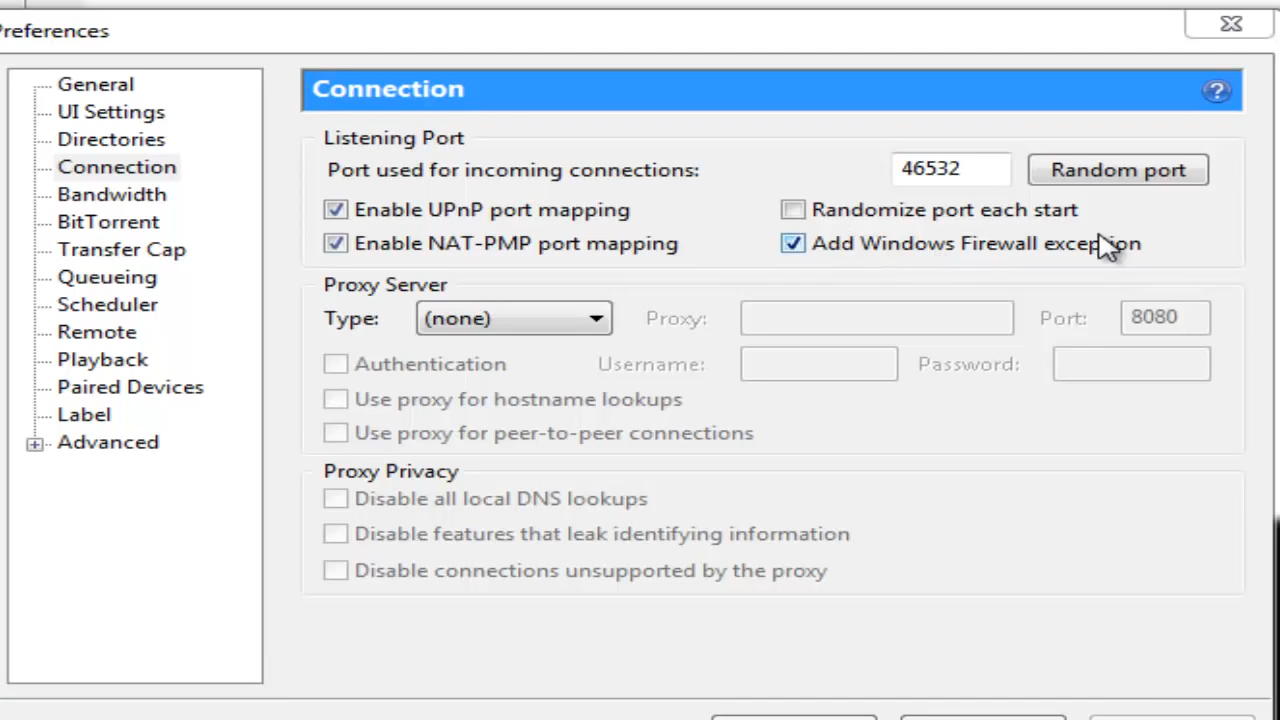 Preferences
General
UI Settings
Directories
Connection
Bandwidth
BitTorrent
Transfer Cap
Queueing
Scheduler
Remote
Playback
Paired Devices
Label
Advanced
Connection
Listening Port
Port used for incoming connections: 46532 Random port
Enable UPnP port mapping Randomize port each start
Enable NAT-PMP port mapping Add Windows Firewall exception
Proxy Server
Type: (none) Proxy: Port: 8080
Authentication Username: Password:
Use proxy for hostname lookups
Use proxy for peer-to-peer connections
Proxy Privacy
Disable all local DNS lookups
Disable features that leak identifying information
Disable connections unsupported by the proxy